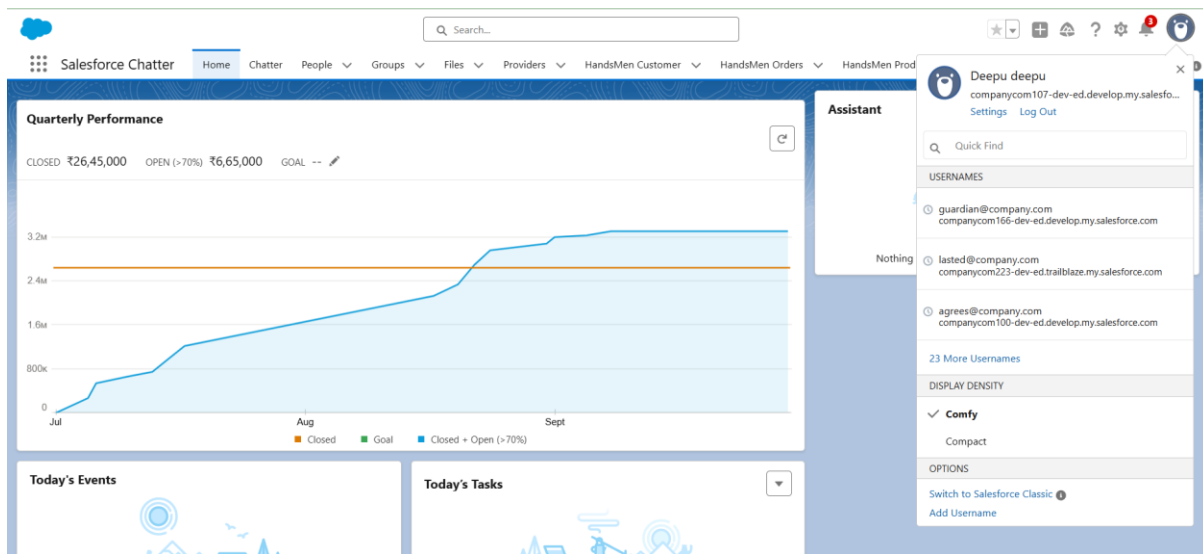 Search...
3
Salesforce Chatter Home Chatter People Groups Files Providers HandsMen Customer HandsMen Orders HandsMen Prod
Quarterly Performance
CLOSED ₹26,45,000 OPEN (>70%) ₹6,65,000 GOAL --
3.2M
2.4M
1.6M
800K
0
Jul Aug Sept
Closed Goal Closed + Open (>70%)
Assistant
Nothing
Today's Events
Today's Tasks
Deepu deepu
companycom107-dev-ed.develop.my.salesfo...
Settings Log Out
Quick Find
USERNAMES
guardian@company.com
companycom166-dev-ed.develop.my.salesforce.com
lasted@company.com
companycom223-dev-ed.trailblaze.my.salesforce.com
agrees@company.com
companycom100-dev-ed.develop.my.salesforce.com
23 More Usernames
DISPLAY DENSITY
Comfy
Compact
OPTIONS
Switch to Salesforce Classic
Add Username